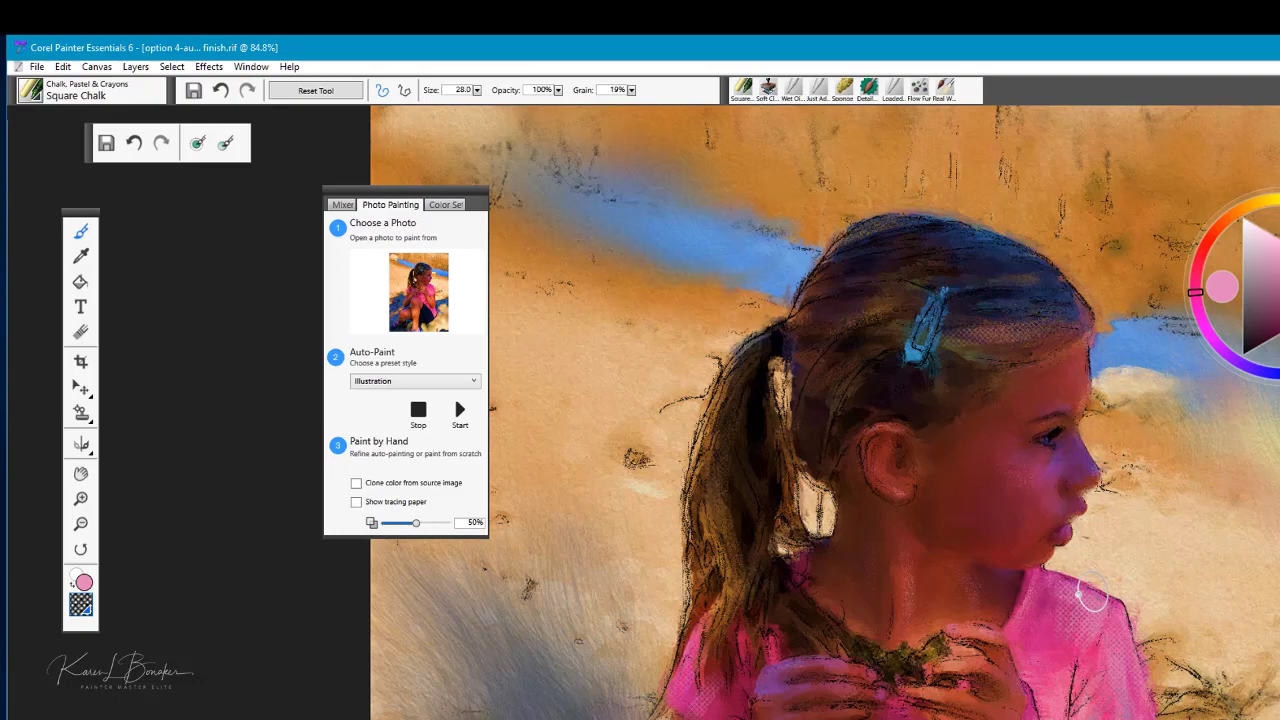 Corel Painter Essentials 6 - [option 4-au... finish.rif @ 84.8%]
File Edit Canvas Layers Select Effects Window Help
Chalk, Pastel & Crayons
Square Chalk
Reset Tool
Size: 28.0 Opacity: 100% Grain: 19%
Square... Soft Cl... Wet Oi... Just Ad... Sponge Detail... Loaded... Flow Fur Real W...
Mixer Photo Painting Color Set
1 Choose a Photo
Open a photo to paint from
2 Auto-Paint
Choose a preset style
Illustration
Stop Start
3 Paint by Hand
Refine auto-painting or paint from scratch
Clone color from source image
Show tracing paper
50%
T
Karen L Bonaker
PAINTER MASTER ELITE